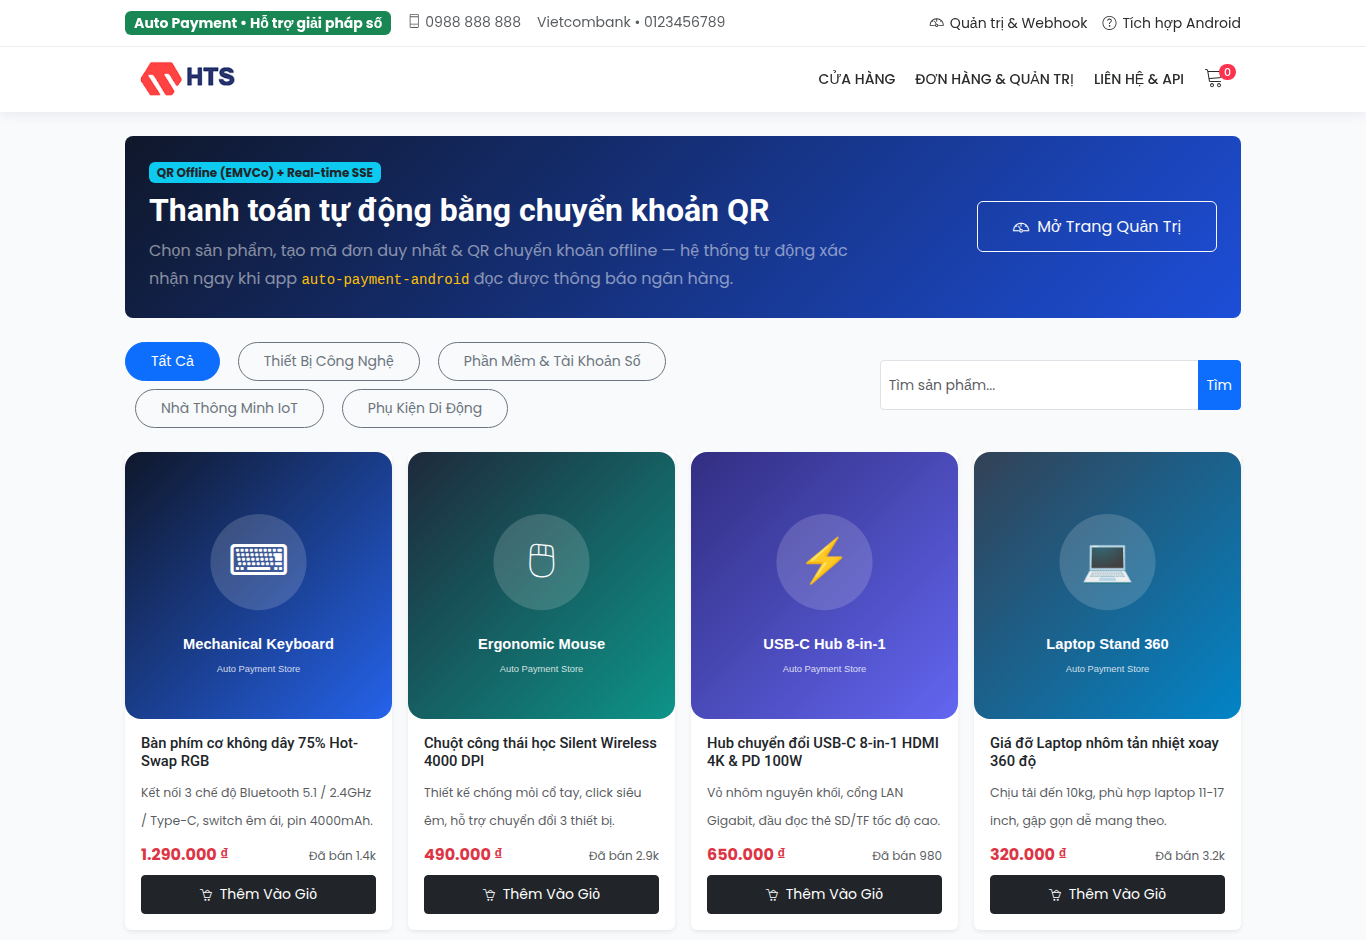 Auto Payment • Hỗ trợ giải pháp số
0988 888 888
Vietcombank • 0123456789
Quản trị & Webhook
Tích hợp Android
HTS
CỬA HÀNG
ĐƠN HÀNG & QUẢN TRỊ
LIÊN HỆ & API
0
QR Offline (EMVCo) + Real-time SSE
Thanh toán tự động bằng chuyển khoản QR
Chọn sản phẩm, tạo mã đơn duy nhất & QR chuyển khoản offline — hệ thống tự động xác
nhận ngay khi app auto-payment-android đọc được thông báo ngân hàng.
Mở Trang Quản Trị
Tất Cả
Thiết Bị Công Nghệ
Phần Mềm & Tài Khoản Số
Nhà Thông Minh IoT
Phụ Kiện Di Động
Tìm sản phẩm...
Tìm
Mechanical Keyboard
Auto Payment Store
Bàn phím cơ không dây 75% Hot-
Swap RGB
Kết nối 3 chế độ Bluetooth 5.1 / 2.4GHz
/ Type-C, switch êm ái, pin 4000mAh.
1.290.000 đ
Đã bán 1.4k
Thêm Vào Giỏ
Ergonomic Mouse
Auto Payment Store
Chuột công thái học Silent Wireless
4000 DPI
Thiết kế chống mỏi cổ tay, click siêu
êm, hỗ trợ chuyển đổi 3 thiết bị.
490.000 đ
Đã bán 2.9k
Thêm Vào Giỏ
USB-C Hub 8-in-1
Auto Payment Store
Hub chuyển đổi USB-C 8-in-1 HDMI
4K & PD 100W
Vỏ nhôm nguyên khối, cổng LAN
Gigabit, đầu đọc thẻ SD/TF tốc độ cao.
650.000 đ
Đã bán 980
Thêm Vào Giỏ
Laptop Stand 360
Auto Payment Store
Giá đỡ Laptop nhôm tản nhiệt xoay
360 độ
Chịu tải đến 10kg, phù hợp laptop 11-17
inch, gập gọn dễ mang theo.
320.000 đ
Đã bán 3.2k
Thêm Vào Giỏ